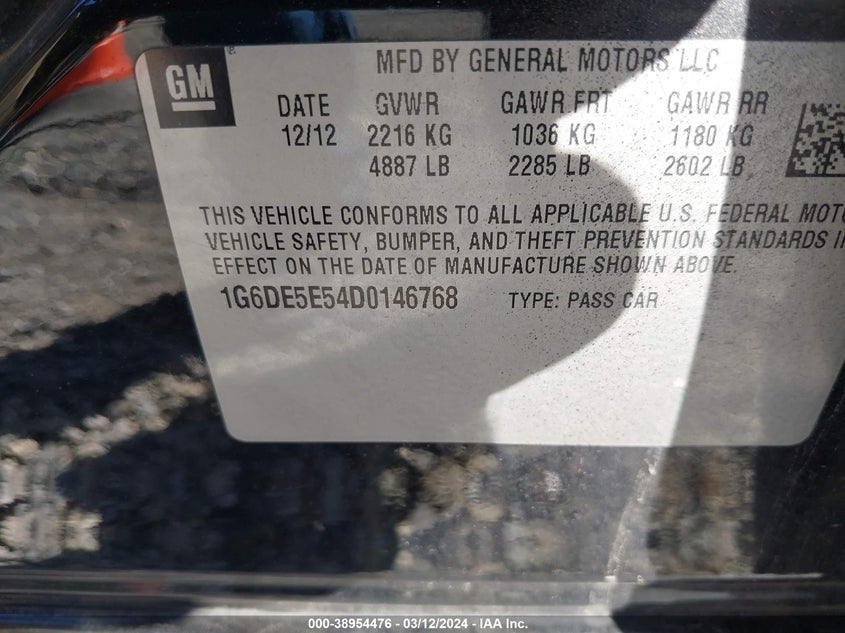 GM
MFD BY GENERAL MOTORS LLC
DATE GVWR GAWR FRT GAWR RR
12/12 2216 KG 1036 KG 1180 KG
4887 LB 2285 LB 2602 LB
THIS VEHICLE CONFORMS TO ALL APPLICABLE U.S. FEDERAL MOTO
VEHICLE SAFETY, BUMPER, AND THEFT PREVENTION STANDARDS IN
EFFECT ON THE DATE OF MANUFACTURE SHOWN ABOVE.
1G6DE5E54D0146768 TYPE: PASS CAR
000-38954476 - 03/12/2024 - IAA Inc.